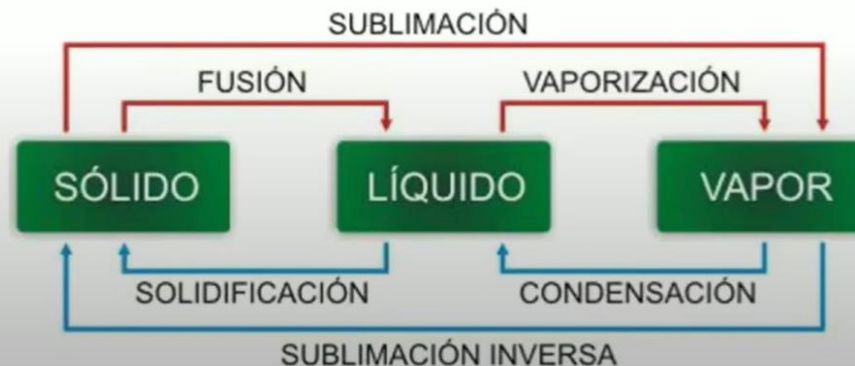 SUBLIMACIÓN
FUSIÓN
VAPORIZACIÓN
SÓLIDO
LÍQUIDO
VAPOR
SOLIDIFICACIÓN
CONDENSACIÓN
SUBLIMACIÓN INVERSA